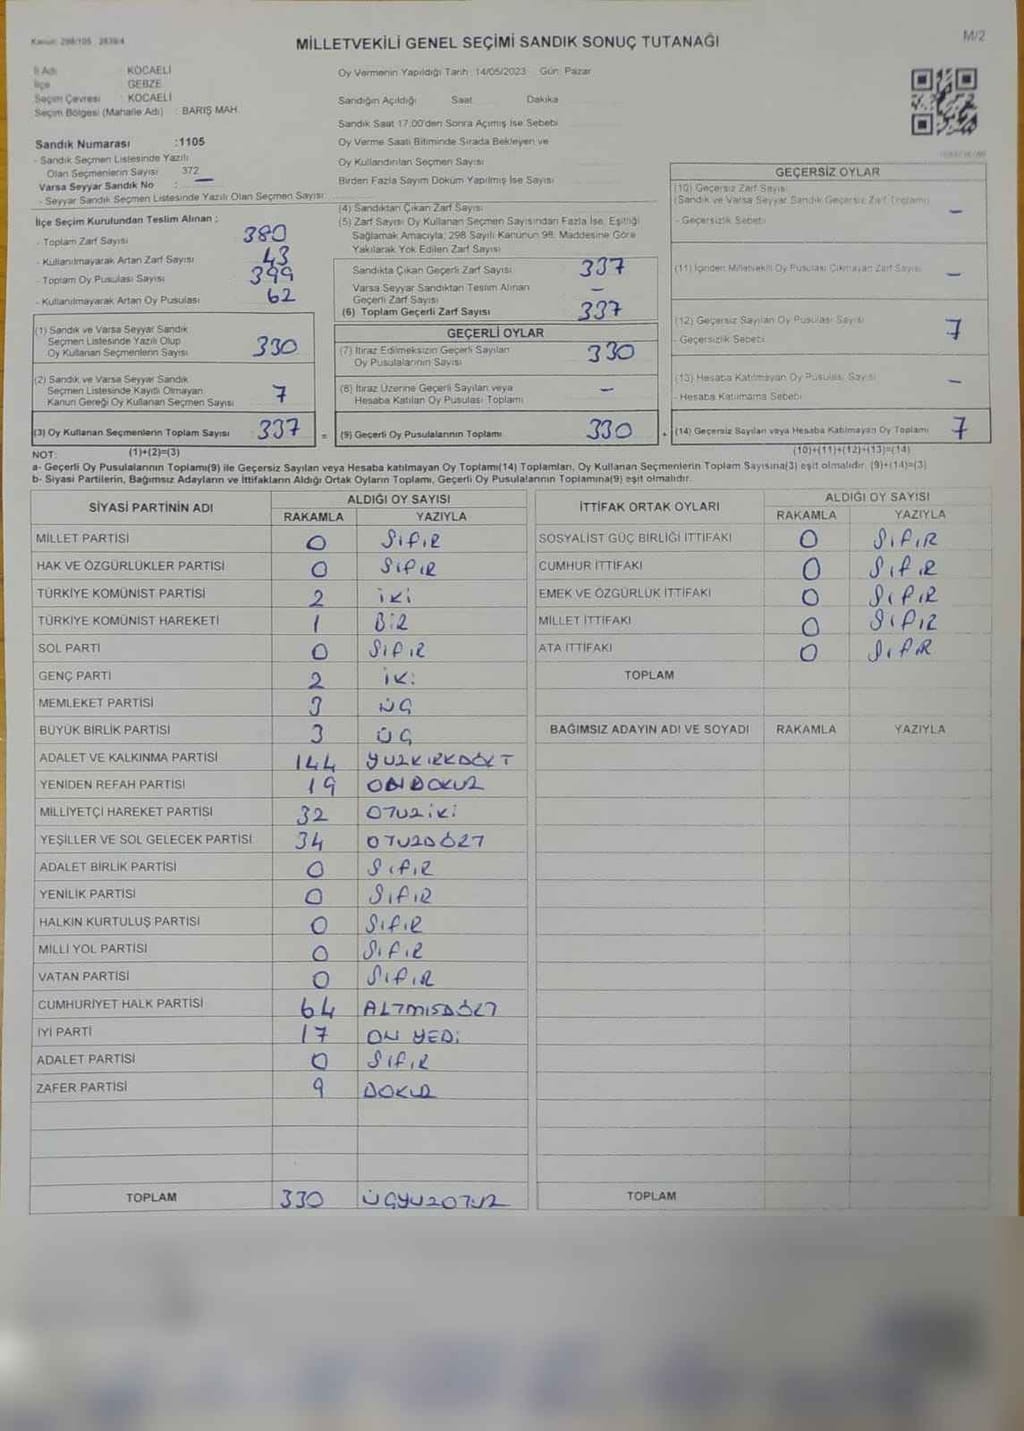 Kanun: 298/105 2839/4
MİLLETVEKİLİ GENEL SEÇİMİ SANDIK SONUÇ TUTANAĞI
M/2
İl Adı KOCAELİ
İlçe GEBZE
Seçim Çevresi : KOCAELİ
Seçim Bölgesi (Mahalle Adı) : BARIŞ MAH.
Sandık Numarası :1105
- Sandık Seçmen Listesinde Yazılı
Olan Seçmenlerin Sayısı 372
Varsa Seyyar Sandık No : —
- Seyyar Sandık Seçmen Listesinde Yazılı Olan Seçmen Sayısı
Oy Vermenin Yapıldığı Tarih: 14/05/2023 Gün: Pazar
Sandığın Açıldığı Saat Dakika
Sandık Saat 17.00'den Sonra Açımış İse Sebebi
Oy Verme Saati Bitiminde Sırada Bekleyen ve
Oy Kullandırılan Seçmen Sayısı
Birden Fazla Sayım Döküm Yapılmış İse Sayısı
İlçe Seçim Kurulundan Teslim Alınan ;
- Toplam Zarf Sayısı 380
- Kullanılmayarak Artan Zarf Sayısı 43
- Toplam Oy Pusulası Sayısı 399
- Kullanılmayarak Artan Oy Pusulası 62
(1) Sandık ve Varsa Seyyar Sandık
Seçmen Listesinde Yazılı Olup
Oy Kullanan Seçmenlerin Sayısı 330
(2) Sandık ve Varsa Seyyar Sandık
Seçmen Listesinde Kayıtlı Olmayan
Kanun Gereği Oy Kullanan Seçmen Sayısı 7
(3) Oy Kullanan Seçmenlerin Toplam Sayısı 337 =
(4) Sandıktan Çıkan Zarf Sayısı
(5) Zarf Sayısı Oy Kullanan Seçmen Sayısından Fazla İse, Eşitliği
Sağlamak Amacıyla; 298 Sayılı Kanunun 98. Maddesine Göre
Yakılarak Yok Edilen Zarf Sayısı
Sandıkta Çıkan Geçerli Zarf Sayısı 337
Varsa Seyyar Sandıktan Teslim Alınan
Geçerli Zarf Sayısı —
(6) Toplam Geçerli Zarf Sayısı 337
GEÇERLİ OYLAR
(7) İtiraz Edilmeksizin Geçerli Sayılan
Oy Pusulalarının Sayısı 330
(8) İtiraz Üzerine Geçerli Sayılan veya
Hesaba Katılan Oy Pusulası Toplamı —
(9) Geçerli Oy Pusulalarının Toplamı 330 +
GEÇERSİZ OYLAR
(10) Geçersiz Zarf Sayısı
(Sandık ve Varsa Seyyar Sandık Geçersiz Zarf Toplamı) —
- Geçersizlik Sebebi
(11) İçinden Milletvekili Oy Pusulası Çıkmayan Zarf Sayısı —
(12) Geçersiz Sayılan Oy Pusulası Sayısı 7
- Geçersizlik Sebebi
(13) Hesaba Katılmayan Oy Pusulası Sayısı —
- Hesaba Katılmama Sebebi
(14) Geçersiz Sayılan veya Hesaba Katılmayan Oy Toplamı 7
NOT: (1)+(2)=(3) (10)+(11)+(12)+(13)=(14)
a- Geçerli Oy Pusulalarının Toplamı(9) ile Geçersiz Sayılan veya Hesaba katılmayan Oy Toplamı(14) Toplamları, Oy Kullanan Seçmenlerin Toplam Sayısına(3) eşit olmalıdır. (9)+(14)=(3)
b- Siyasi Partilerin, Bağımsız Adayların ve İttifakların Aldığı Ortak Oyların Toplamı, Geçerli Oy Pusulalarının Toplamına(9) eşit olmalıdır.
SİYASİ PARTİNİN ADI ALDIĞI OY SAYISI
RAKAMLA YAZIYLA
MİLLET PARTİSİ 0 SIFIR
HAK VE ÖZGÜRLÜKLER PARTİSİ 0 SIFIR
TÜRKİYE KOMÜNİST PARTİSİ 2 İKİ
TÜRKİYE KOMÜNİST HAREKETİ 1 BİR
SOL PARTİ 0 SIFIR
GENÇ PARTİ 2 İKİ
MEMLEKET PARTİSİ 3 ÜÇ
BÜYÜK BİRLİK PARTİSİ 3 ÜÇ
ADALET VE KALKINMA PARTİSİ 144 YÜZKIRKDÖRT
YENİDEN REFAH PARTİSİ 19 ONDOKUZ
MİLLİYETÇİ HAREKET PARTİSİ 32 OTUZİKİ
YEŞİLLER VE SOL GELECEK PARTİSİ 34 OTUZDÖRT
ADALET BİRLİK PARTİSİ 0 SIFIR
YENİLİK PARTİSİ 0 SIFIR
HALKIN KURTULUŞ PARTİSİ 0 SIFIR
MİLLİ YOL PARTİSİ 0 SIFIR
VATAN PARTİSİ 0 SIFIR
CUMHURİYET HALK PARTİSİ 64 ALTMIŞDÖRT
İYİ PARTİ 17 ON YEDİ
ADALET PARTİSİ 0 SIFIR
ZAFER PARTİSİ 9 DOKUZ
TOPLAM 330 ÜÇYUZOTUZ
İTTİFAK ORTAK OYLARI ALDIĞI OY SAYISI
RAKAMLA YAZIYLA
SOSYALİST GÜÇ BİRLİĞİ İTTİFAKI 0 SIFIR
CUMHUR İTTİFAKI 0 SIFIR
EMEK VE ÖZGÜRLÜK İTTİFAKI 0 SIFIR
MİLLET İTTİFAKI 0 SIFIR
ATA İTTİFAKI 0 SIFIR
TOPLAM
BAĞIMSIZ ADAYIN ADI VE SOYADI RAKAMLA YAZIYLA
TOPLAM